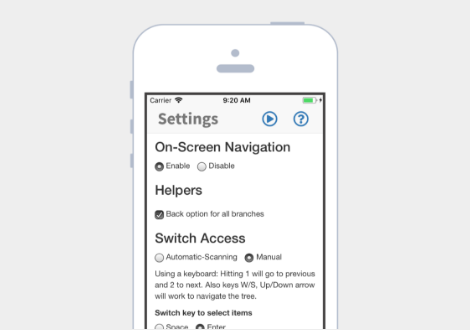 Carrier 9:20 AM
Settings
On-Screen Navigation
Enable Disable
Helpers
Back option for all branches
Switch Access
Automatic-Scanning Manual
Using a keyboard: Hitting 1 will go to previous
and 2 to next. Also keys W/S, Up/Down arrow
will work to navigate the tree.
Switch key to select items
Space Enter